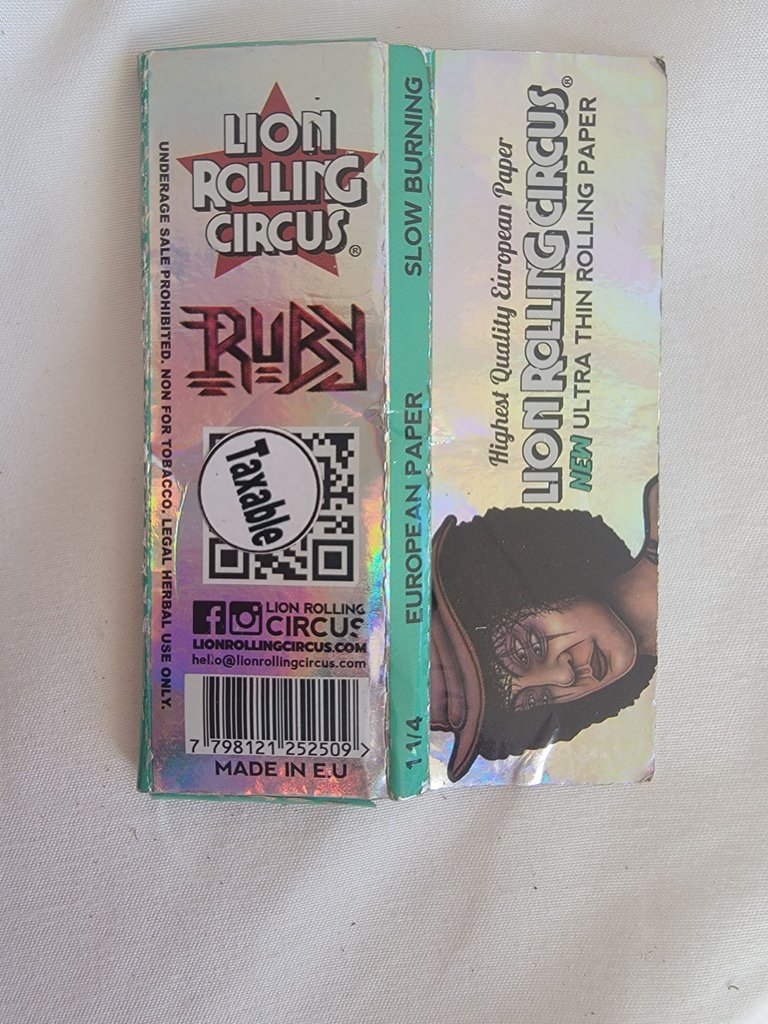 LION
ROLLING
CIRCUS®
RUBY
Taxable
LION ROLLING
CIRCUS
LIONROLLINGCIRCUS.COM
hello@lionrollingcircus.com
7 798121 252509 >
MADE IN E.U
UNDERAGE SALE PROHIBITED. NON FOR TOBACCO, LEGAL HERBAL USE ONLY.
1 1/4 EUROPEAN PAPER SLOW BURNING
Highest Quality European Paper
LION ROLLING CIRCUS®
NEW ULTRA THIN ROLLING PAPER